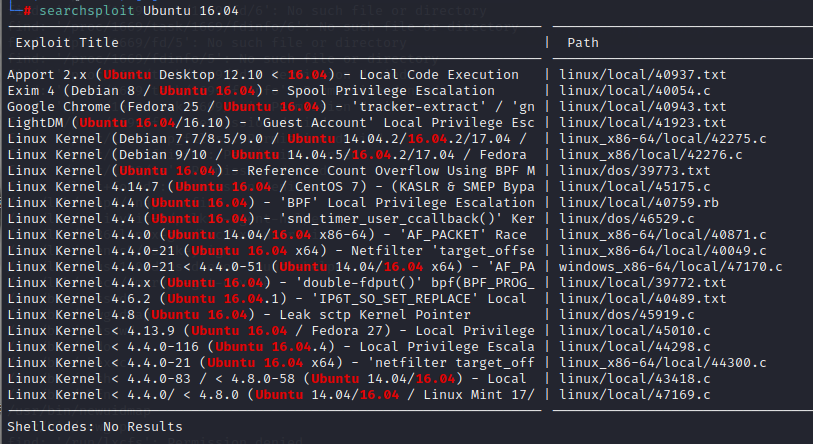 # searchsploit Ubuntu 16.04
Exploit Title | Path
Apport 2.x (Ubuntu Desktop 12.10 < 16.04) - Local Code Execution | linux/local/40937.txt
Exim 4 (Debian 8 / Ubuntu 16.04) - Spool Privilege Escalation | linux/local/40054.c
Google Chrome (Fedora 25 / Ubuntu 16.04) - 'tracker-extract' / 'gn | linux/local/40943.txt
LightDM (Ubuntu 16.04/16.10) - 'Guest Account' Local Privilege Esc | linux/local/41923.txt
Linux Kernel (Debian 7.7/8.5/9.0 / Ubuntu 14.04.2/16.04.2/17.04 / | linux_x86-64/local/42275.c
Linux Kernel (Debian 9/10 / Ubuntu 14.04.5/16.04.2/17.04 / Fedora | linux_x86/local/42276.c
Linux Kernel (Ubuntu 16.04) - Reference Count Overflow Using BPF M | linux/dos/39773.txt
Linux Kernel 4.14.7 (Ubuntu 16.04 / CentOS 7) - (KASLR & SMEP Bypa | linux/local/45175.c
Linux Kernel 4.4 (Ubuntu 16.04) - 'BPF' Local Privilege Escalation | linux/local/40759.rb
Linux Kernel 4.4 (Ubuntu 16.04) - 'snd_timer_user_ccallback()' Ker | linux/dos/46529.c
Linux Kernel 4.4.0 (Ubuntu 14.04/16.04 x86-64) - 'AF_PACKET' Race | linux_x86-64/local/40871.c
Linux Kernel 4.4.0-21 (Ubuntu 16.04 x64) - Netfilter 'target_offse | linux_x86-64/local/40049.c
Linux Kernel 4.4.0-21 < 4.4.0-51 (Ubuntu 14.04/16.04 x64) - 'AF_PA | windows_x86-64/local/47170.c
Linux Kernel 4.4.x (Ubuntu 16.04) - 'double-fdput()' bpf(BPF_PROG_ | linux/local/39772.txt
Linux Kernel 4.6.2 (Ubuntu 16.04.1) - 'IP6T_SO_SET_REPLACE' Local | linux/local/40489.txt
Linux Kernel 4.8 (Ubuntu 16.04) - Leak sctp Kernel Pointer | linux/dos/45919.c
Linux Kernel < 4.13.9 (Ubuntu 16.04 / Fedora 27) - Local Privilege | linux/local/45010.c
Linux Kernel < 4.4.0-116 (Ubuntu 16.04.4) - Local Privilege Escala | linux/local/44298.c
Linux Kernel < 4.4.0-21 (Ubuntu 16.04 x64) - 'netfilter target_off | linux_x86-64/local/44300.c
Linux Kernel < 4.4.0-83 / < 4.8.0-58 (Ubuntu 14.04/16.04) - Local | linux/local/43418.c
Linux Kernel < 4.4.0/ < 4.8.0 (Ubuntu 14.04/16.04 / Linux Mint 17/ | linux/local/47169.c
Shellcodes: No Results